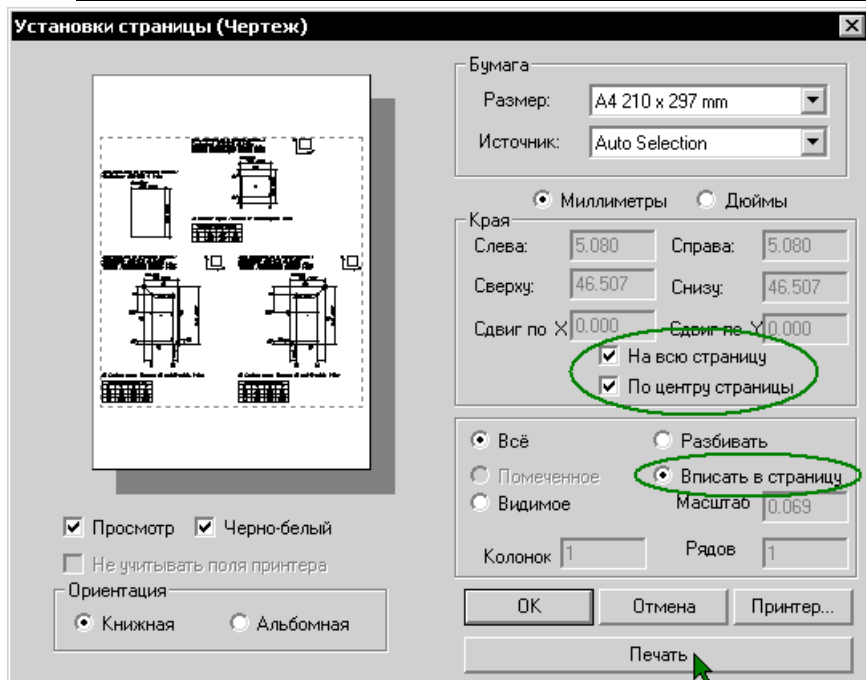 Установки страницы (Чертеж)
Бумага
Размер: A4 210 x 297 mm
Источник: Auto Selection
Миллиметры Дюймы
Края
Слева: 5.080 Справа: 5.080
Сверху: 46.507 Снизу: 46.507
Сдвиг по X 0.000 Сдвиг по Y 0.000
На всю страницу
По центру страницы
Всё Разбивать
Помеченное Вписать в страницу
Видимое Масштаб 0.069
Колонок 1 Рядов 1
Просмотр Черно-белый
Не учитывать поля принтера
Ориентация
Книжная Альбомная
OK Отмена Принтер...
Печать